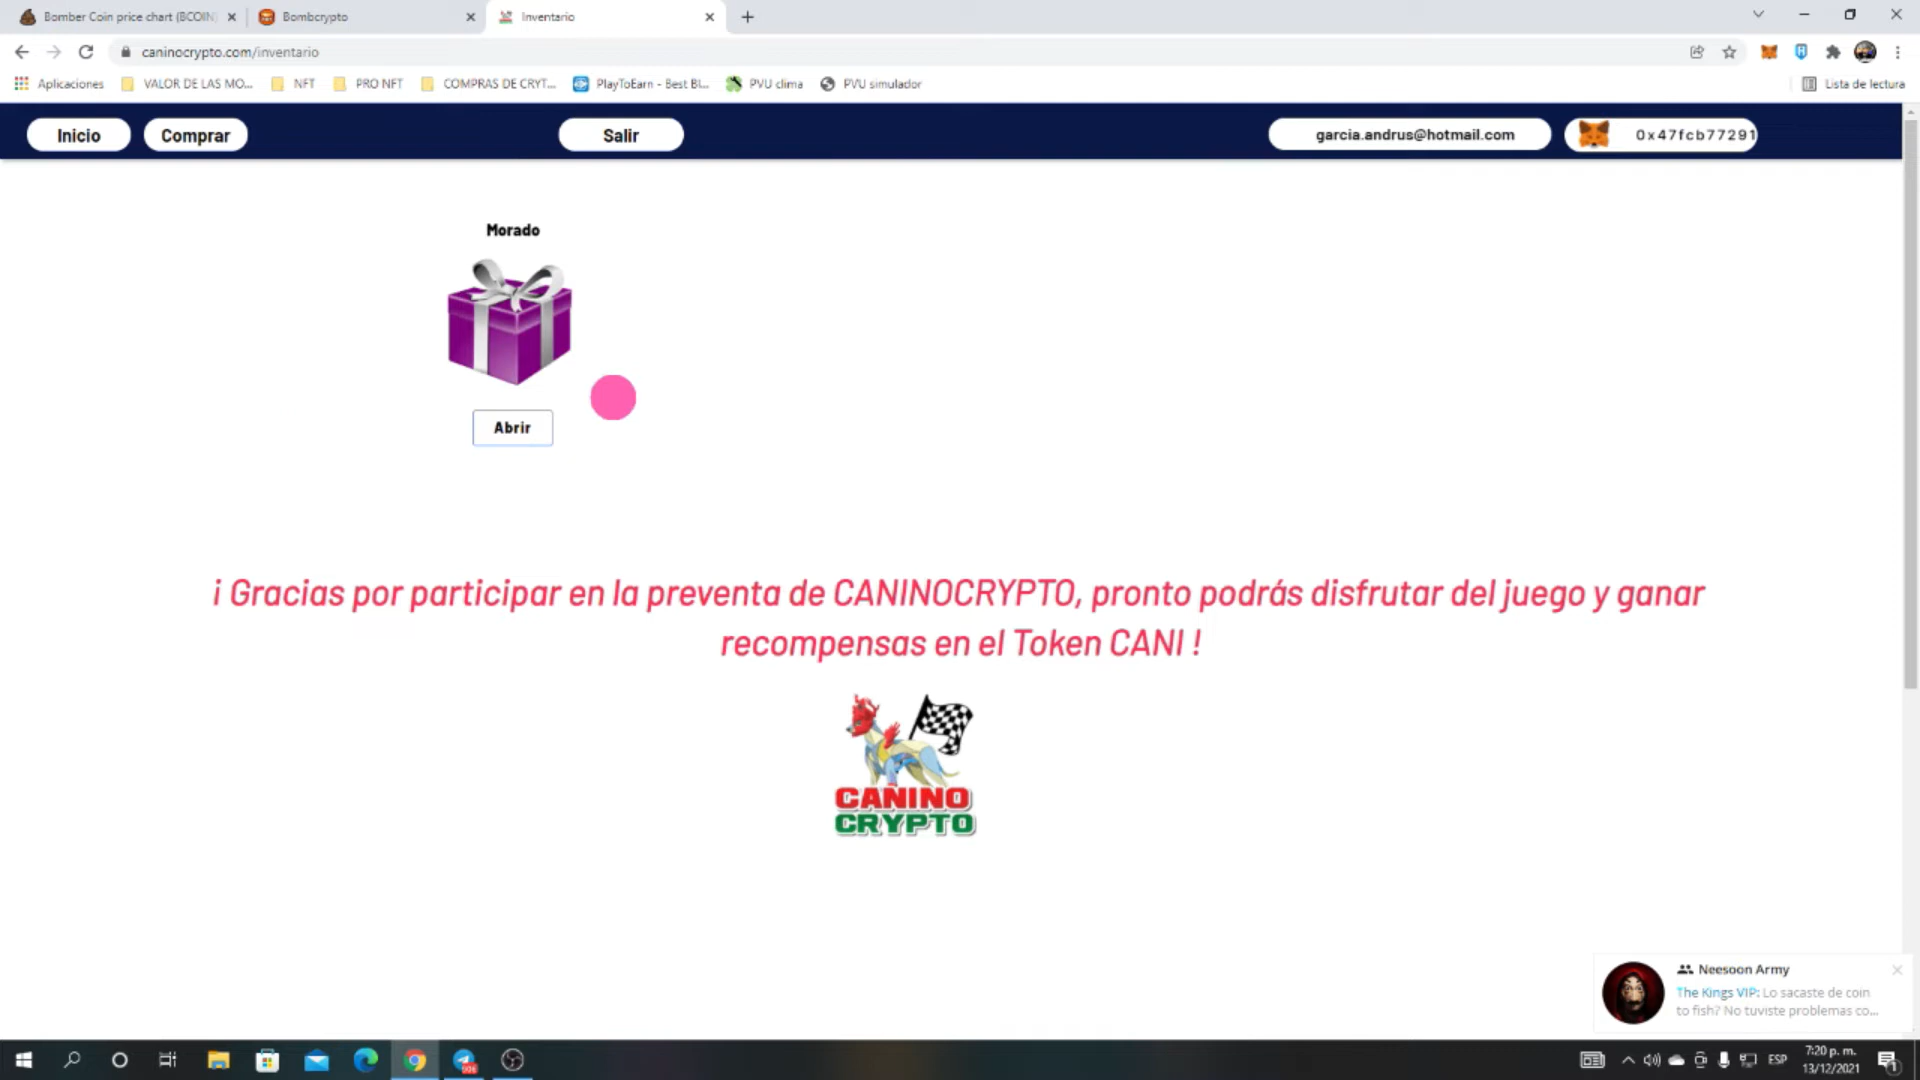 Bomber Coin price chart (BCOIN)
Bombcrypto
Inventario
caninocrypto.com/inventario
Aplicaciones
VALOR DE LAS MO...
NFT
PRO NFT
COMPRAS DE CRYT...
PlayToEarn - Best Bl...
PVU clima
PVU simulador
Lista de lectura
Inicio
Comprar
Salir
garcia.andrus@hotmail.com
0x47fcb77291
Morado
Abrir
¡ Gracias por participar en la preventa de CANINOCRYPTO, pronto podrás disfrutar del juego y ganar
recompensas en el Token CANI !
CANINO
CRYPTO
Neesoon Army
The Kings VIP: Lo sacaste de coin
to fish? No tuviste problemas co...
506
ESP
7:20 p. m.
13/12/2021
1